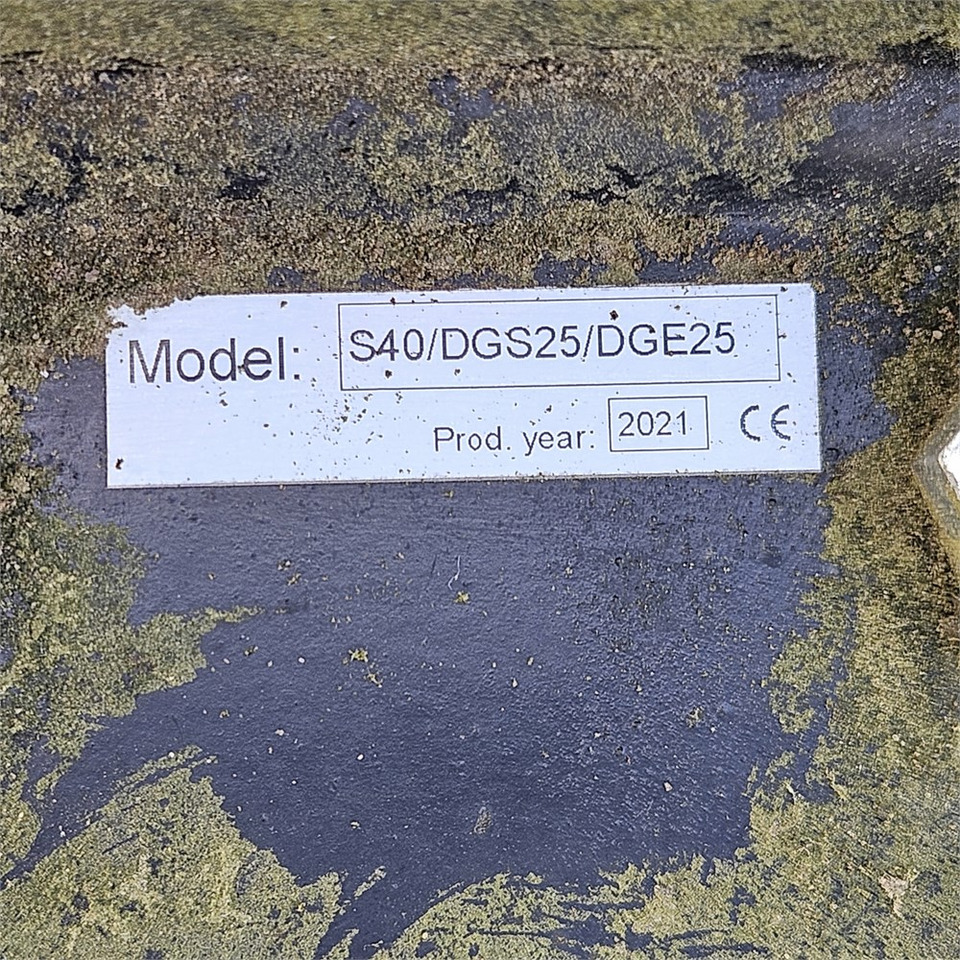 Model: S40/DGS25/DGE25
Prod. year: 2021 CE